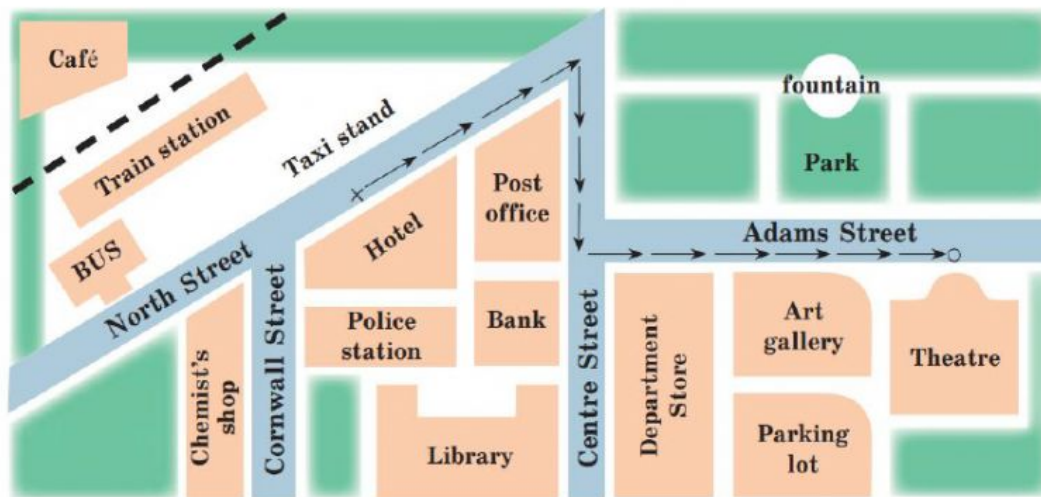 Café
Train station
Taxi stand
BUS
North Street
Cornwall Street
Chemist's
shop
Hotel
Police
station
Post
office
Bank
Library
Centre Street
fountain
Park
Adams Street
Department
Store
Art
gallery
Parking
lot
Theatre